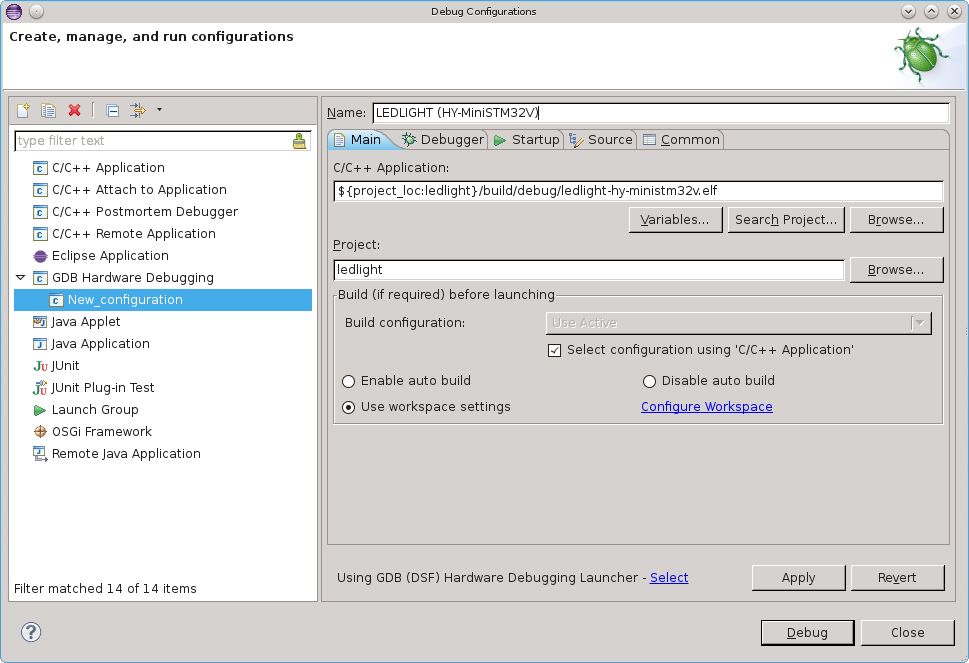 Debug Configurations
Create, manage, and run configurations
type filter text
C/C++ Application
C/C++ Attach to Application
C/C++ Postmortem Debugger
C/C++ Remote Application
Eclipse Application
GDB Hardware Debugging
New_configuration
Java Applet
Java Application
JUnit
JUnit Plug-in Test
Launch Group
OSGi Framework
Remote Java Application
Filter matched 14 of 14 items
Name: LEDLIGHT (HY-MiniSTM32V)
Main Debugger Startup Source Common
C/C++ Application:
${project_loc:ledlight}/build/debug/ledlight-hy-ministm32v.elf
Variables... Search Project... Browse...
Project:
ledlight Browse...
Build (if required) before launching
Build configuration: Use Active
Select configuration using 'C/C++ Application'
Enable auto build Disable auto build
Use workspace settings Configure Workspace
Using GDB (DSF) Hardware Debugging Launcher - Select Apply Revert
Debug Close